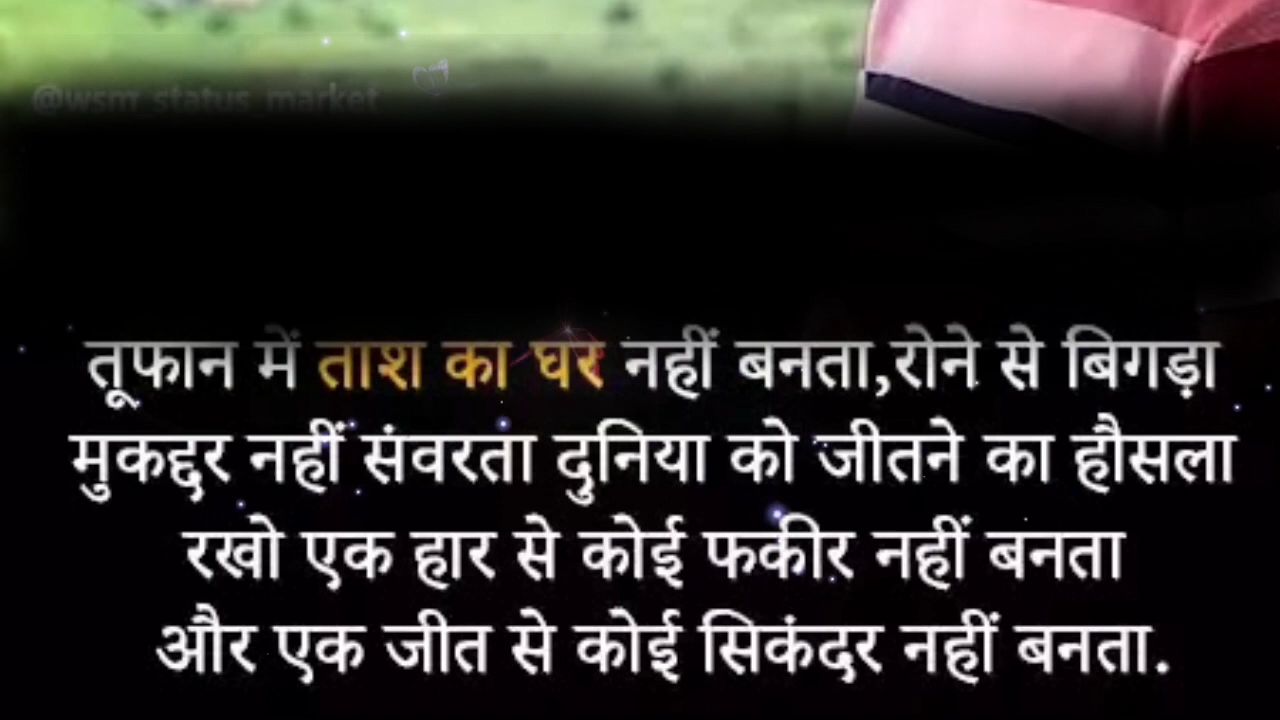 @wsm_status_market
तूफान में ताश का घर नहीं बनता,रोने से बिगड़ा
मुकद्दर नहीं संवरता दुनिया को जीतने का हौसला
रखो एक हार से कोई फकीर नहीं बनता
और एक जीत से कोई सिकंदर नहीं बनता.